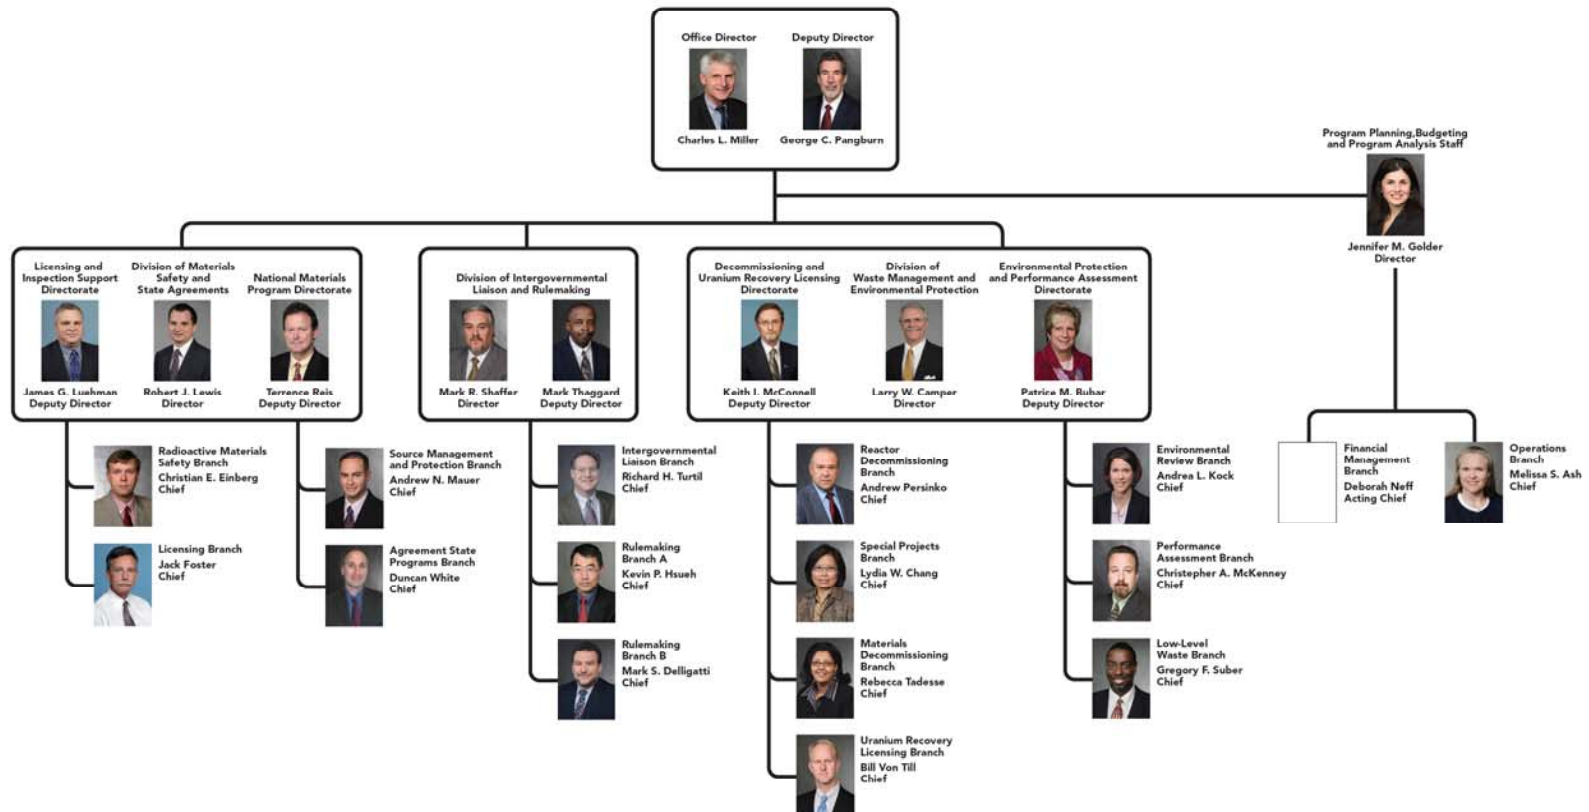 Office Director
Charles L. Miller
Deputy Director
George C. Pangburn
Program Planning,Budgeting
and Program Analysis Staff
Jennifer M. Golder
Director
Licensing and
Inspection Support
Directorate
James G. Luehman
Deputy Director
Division of Materials
Safety and
State Agreements
Robert J. Lewis
Director
National Materials
Program Directorate
Terrence Reis
Deputy Director
Division of Intergovernmental
Liaison and Rulemaking
Mark R. Shaffer
Director
Mark Thaggard
Deputy Director
Decommissioning and
Uranium Recovery Licensing
Directorate
Keith I. McConnell
Deputy Director
Division of
Waste Management and
Environmental Protection
Larry W. Camper
Director
Environmental Protection
and Performance Assessment
Directorate
Patrice M. Bubar
Deputy Director
Radioactive Materials
Safety Branch
Christian E. Einberg
Chief
Licensing Branch
Jack Foster
Chief
Source Management
and Protection Branch
Andrew N. Mauer
Chief
Agreement State
Programs Branch
Duncan White
Chief
Intergovernmental
Liaison Branch
Richard H. Turtil
Chief
Rulemaking
Branch A
Kevin P. Hsueh
Chief
Rulemaking
Branch B
Mark S. Delligatti
Chief
Reactor
Decommissioning
Branch
Andrew Persinko
Chief
Special Projects
Branch
Lydia W. Chang
Chief
Materials
Decommissioning
Branch
Rebecca Tadesse
Chief
Uranium Recovery
Licensing Branch
Bill Von Till
Chief
Environmental
Review Branch
Andrea L. Kock
Chief
Performance
Assessment Branch
Christopher A. McKenney
Chief
Low-Level
Waste Branch
Gregory F. Suber
Chief
Financial
Management
Branch
Deborah Neff
Acting Chief
Operations
Branch
Melissa S. Ash
Chief